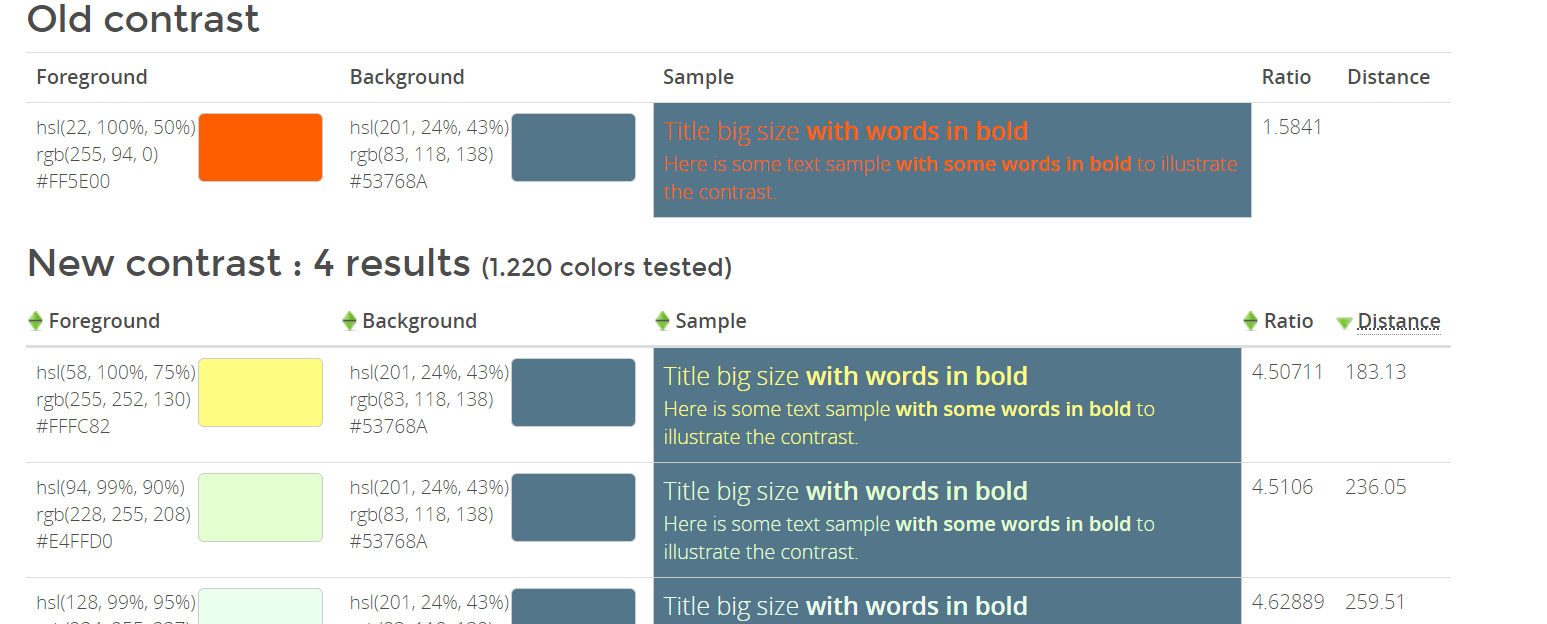 Old contrast
Foreground Background Sample Ratio Distance
hsl(22, 100%, 50%) hsl(201, 24%, 43%) Title big size with words in bold 1.5841
rgb(255, 94, 0) rgb(83, 118, 138) Here is some text sample with some words in bold to illustrate
#FF5E00 #53768A the contrast.
New contrast : 4 results (1.220 colors tested)
Foreground Background Sample Ratio Distance
hsl(58, 100%, 75%) hsl(201, 24%, 43%) Title big size with words in bold 4.50711 183.13
rgb(255, 252, 130) rgb(83, 118, 138) Here is some text sample with some words in bold to
#FFFC82 #53768A illustrate the contrast.
hsl(94, 99%, 90%) hsl(201, 24%, 43%) Title big size with words in bold 4.5106 236.05
rgb(228, 255, 208) rgb(83, 118, 138) Here is some text sample with some words in bold to
#E4FFD0 #53768A illustrate the contrast.
hsl(128, 99%, 95%) hsl(201, 24%, 43%) Title big size with words in bold 4.62889 259.51